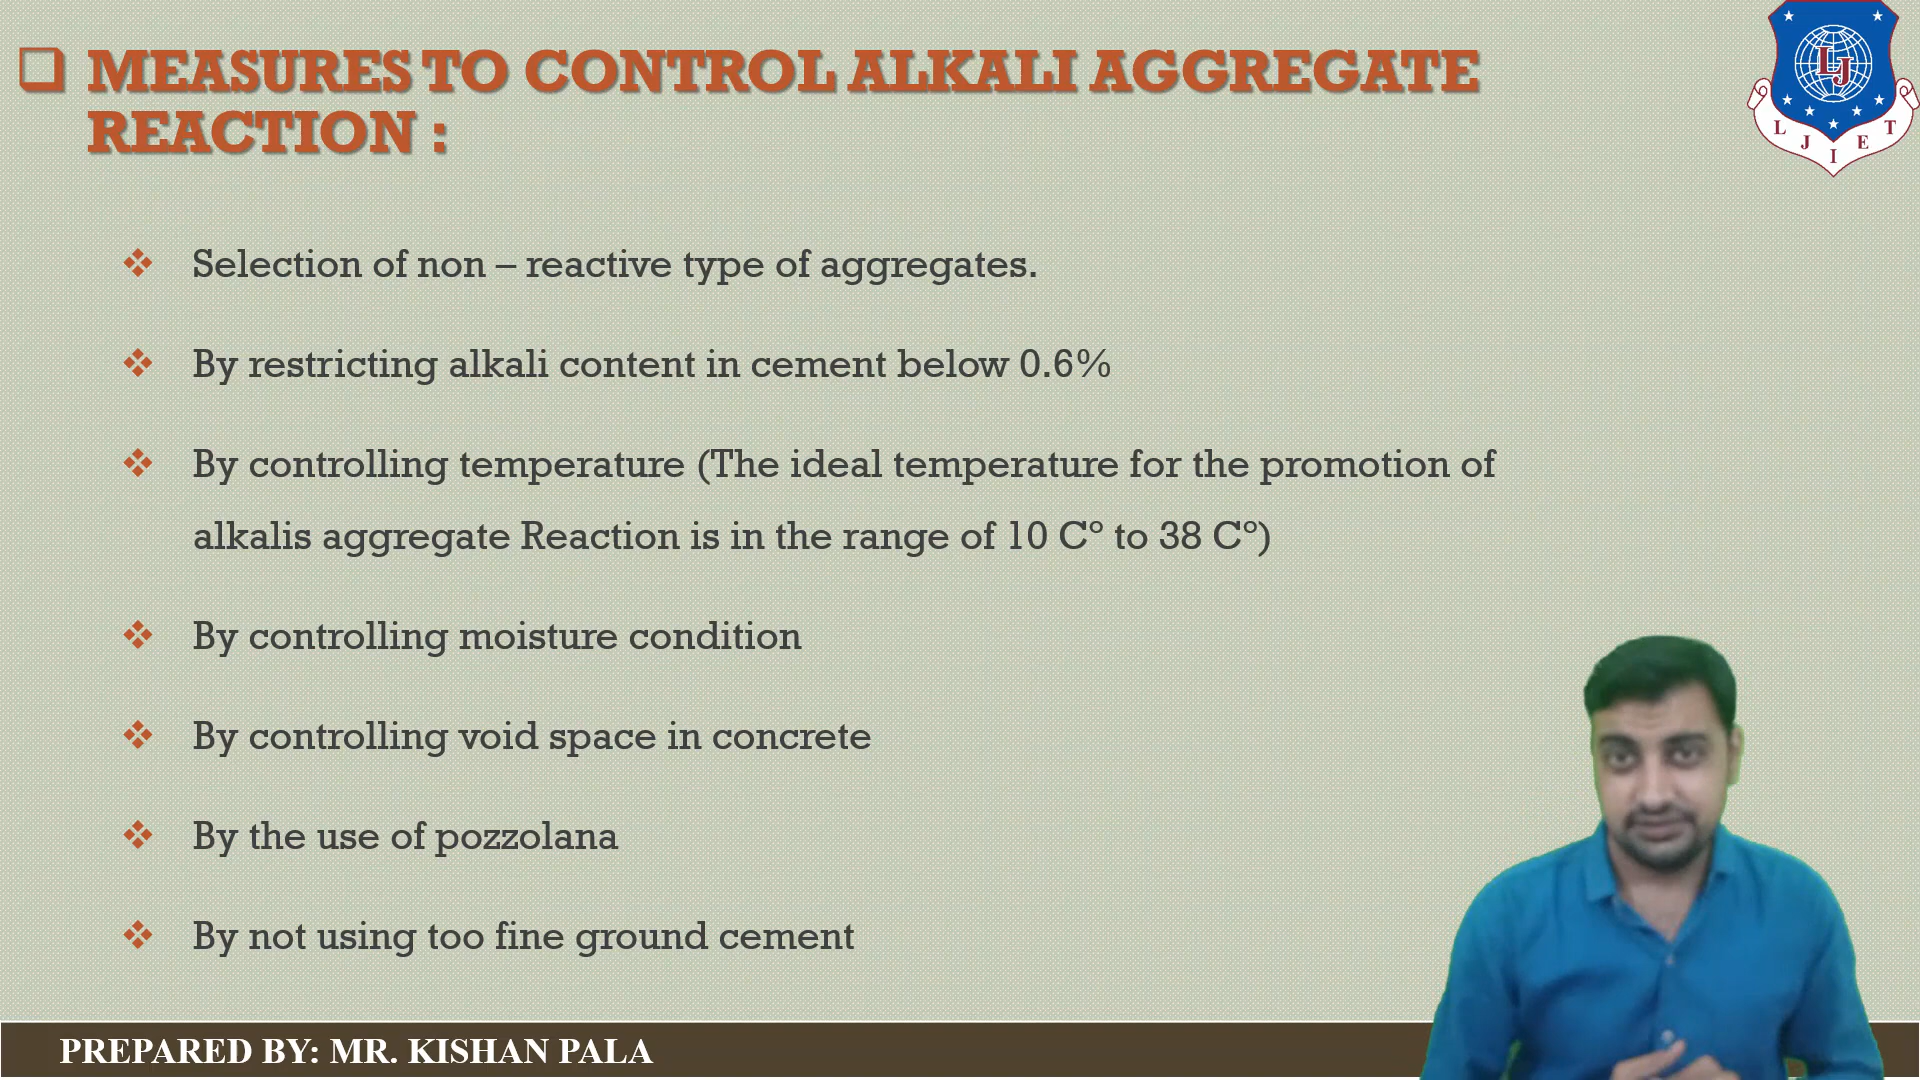 MEASURES TO CONTROL ALKALI AGGREGATE
REACTION :
LJ
L J I E T
Selection of non – reactive type of aggregates.
By restricting alkali content in cement below 0.6%
By controlling temperature (The ideal temperature for the promotion of
alkalis aggregate Reaction is in the range of 10 C° to 38 C°)
By controlling moisture condition
By controlling void space in concrete
By the use of pozzolana
By not using too fine ground cement
PREPARED BY: MR. KISHAN PALA